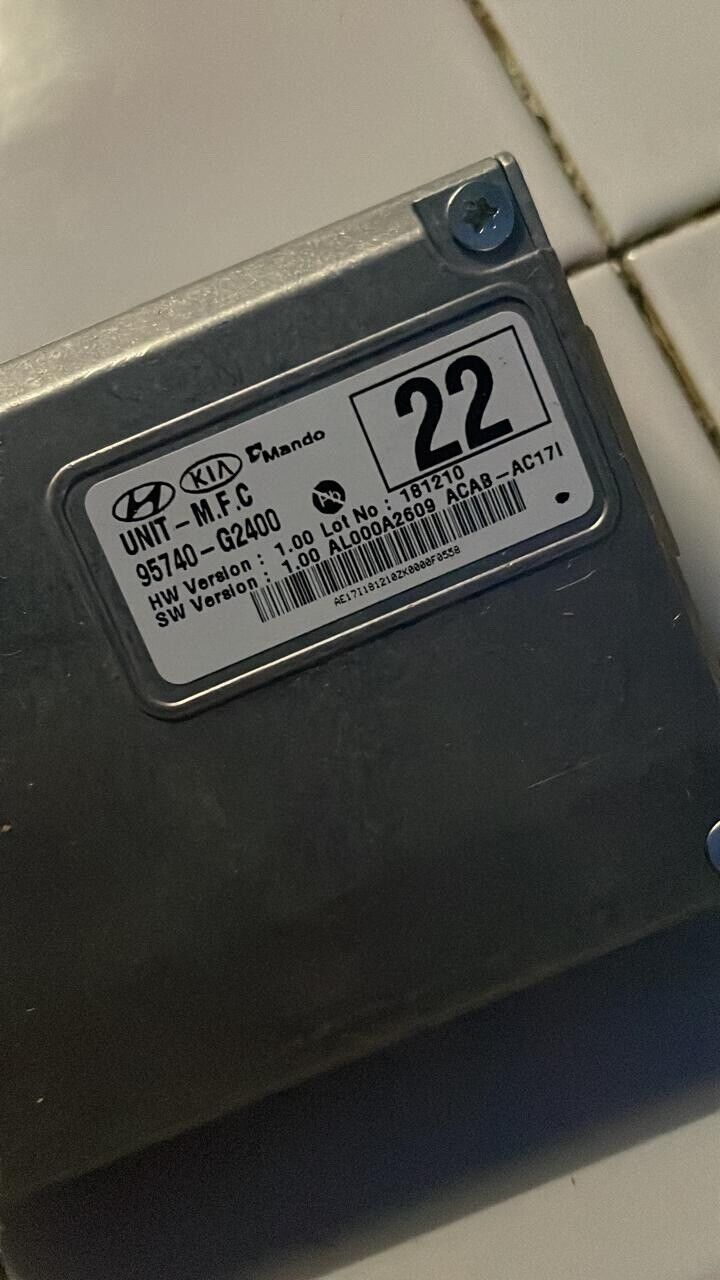 KIA Mando
22
UNIT-M.F.C
95740-G2400
HW Version : 1.00 Lot No : 181210
SW Version : 1.00 AL000A2609 ACAB-AC17I
AE17I181210ZK0000F0558